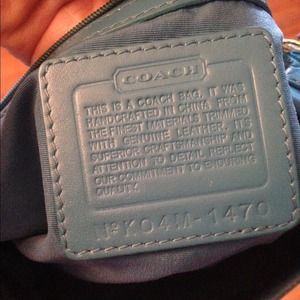 COACH
THIS IS A COACH BAG. IT WAS
HANDCRAFTED IN CHINA FROM
THE FINEST MATERIALS TRIMMED
WITH GENUINE LEATHER. ITS
SUPERIOR CRAFTSMANSHIP AND
ATTENTION TO DETAIL REFLECT
OUR COMMITMENT TO ENDURING
QUALITY.
No K04M-1470